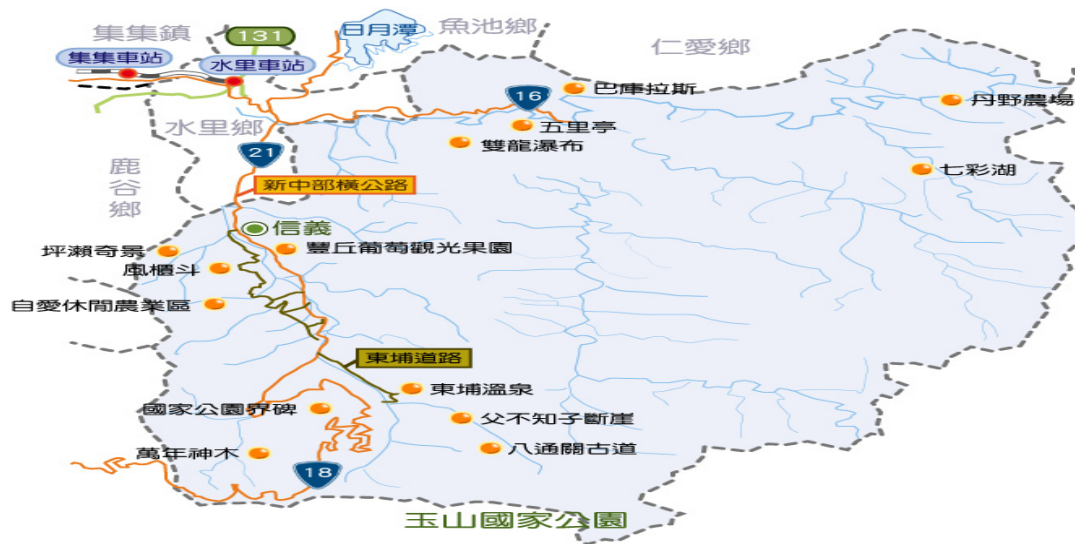 集集鎮
131
日月潭
魚池鄉
仁愛鄉
集集車站
水里車站
16
巴庫拉斯
丹野農場
水里鄉
五里亭
雙龍瀑布
21
七彩湖
鹿谷鄉
新中部橫公路
信義
坪瀨奇景
豐丘葡萄觀光果園
風櫃斗
自愛休閒農業區
東埔道路
東埔溫泉
國家公園界碑
父不知子斷崖
萬年神木
八通關古道
18
玉山國家公園